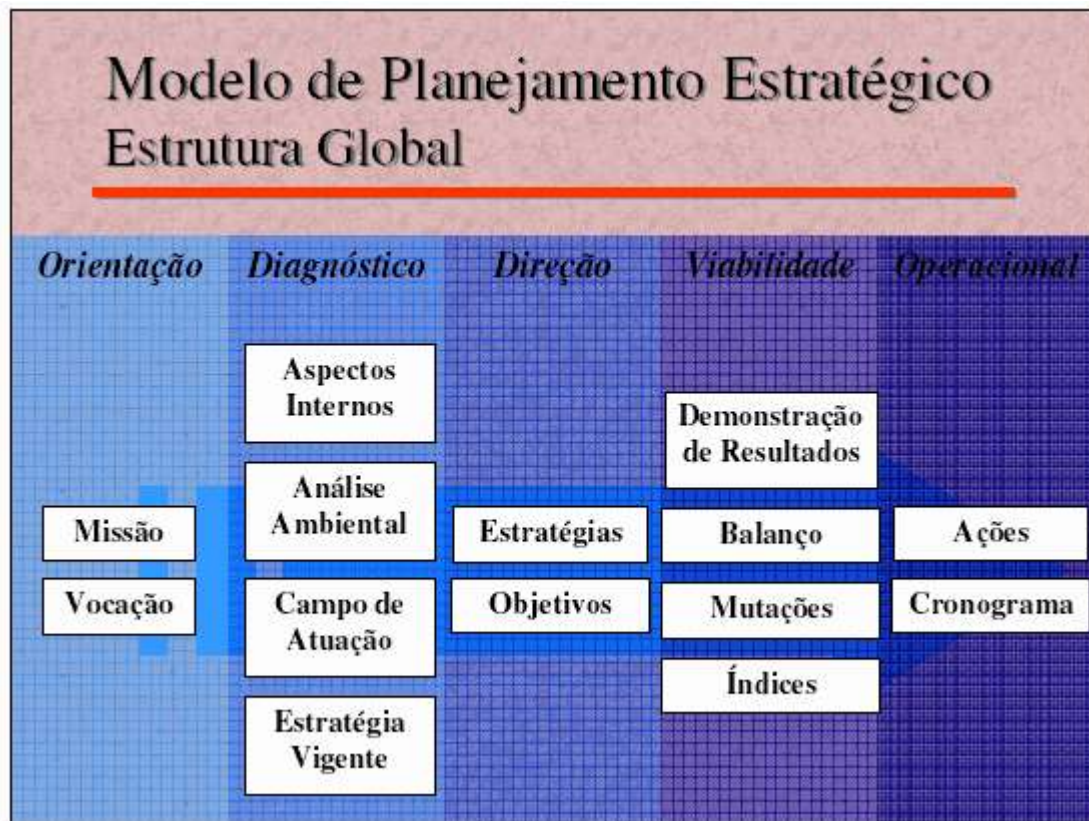 Modelo de Planejamento Estratégico
Estrutura Global
Orientação
Diagnóstico
Direção
Viabilidade
Operacional
Missão
Vocação
Aspectos
Internos
Análise
Ambiental
Campo de
Atuação
Estratégia
Vigente
Estratégias
Objetivos
Demonstração
de Resultados
Balanço
Mutações
Índices
Ações
Cronograma